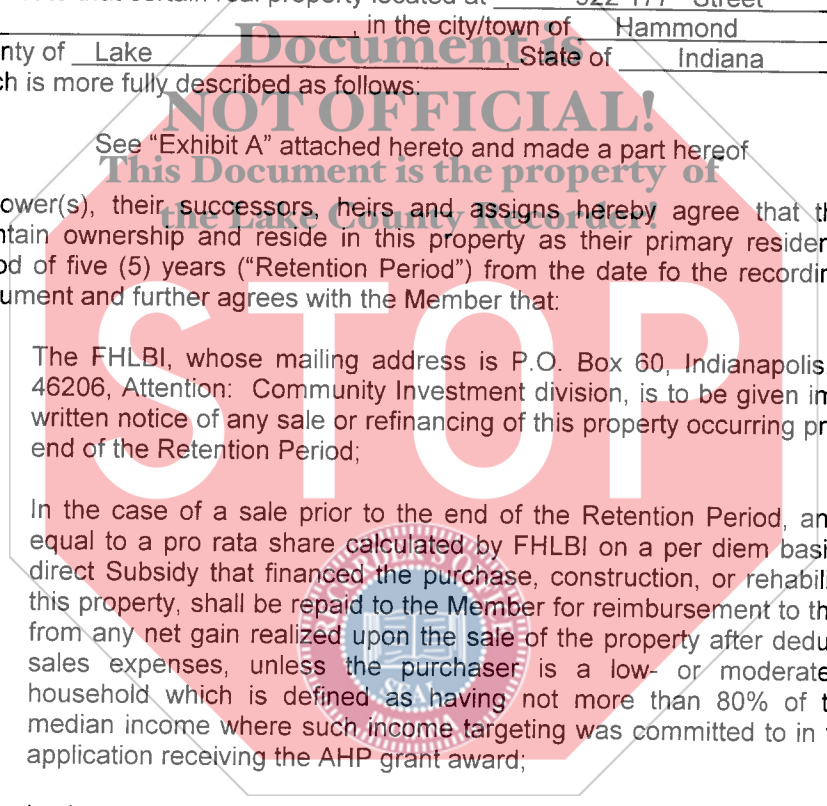 that certain real property located at 922 177 Street
, in the city/town of Hammond
nty of Lake , State of Indiana
ch is more fully described as follows:
Document is
NOT OFFICIAL!
See “Exhibit A” attached hereto and made a part hereof
This Document is the property of
the Lake County Recorder!
ower(s), their successors, heirs and assigns hereby agree that th
ntain ownership and reside in this property as their primary residen
od of five (5) years (“Retention Period”) from the date fo the recordin
ument and further agrees with the Member that:
STOP
The FHLBI, whose mailing address is P.O. Box 60, Indianapolis,
46206, Attention: Community Investment division, is to be given im
written notice of any sale or refinancing of this property occurring pr
end of the Retention Period;
In the case of a sale prior to the end of the Retention Period, an
equal to a pro rata share calculated by FHLBI on a per diem basi
direct Subsidy that financed the purchase, construction, or rehabili
this property, shall be repaid to the Member for reimbursement to th
from any net gain realized upon the sale of the property after dedu
sales expenses, unless the purchaser is a low- or moderate
household which is defined as having not more than 80% of t
median income where such income targeting was committed to in
application receiving the AHP grant award;
SEAL
INDIANA